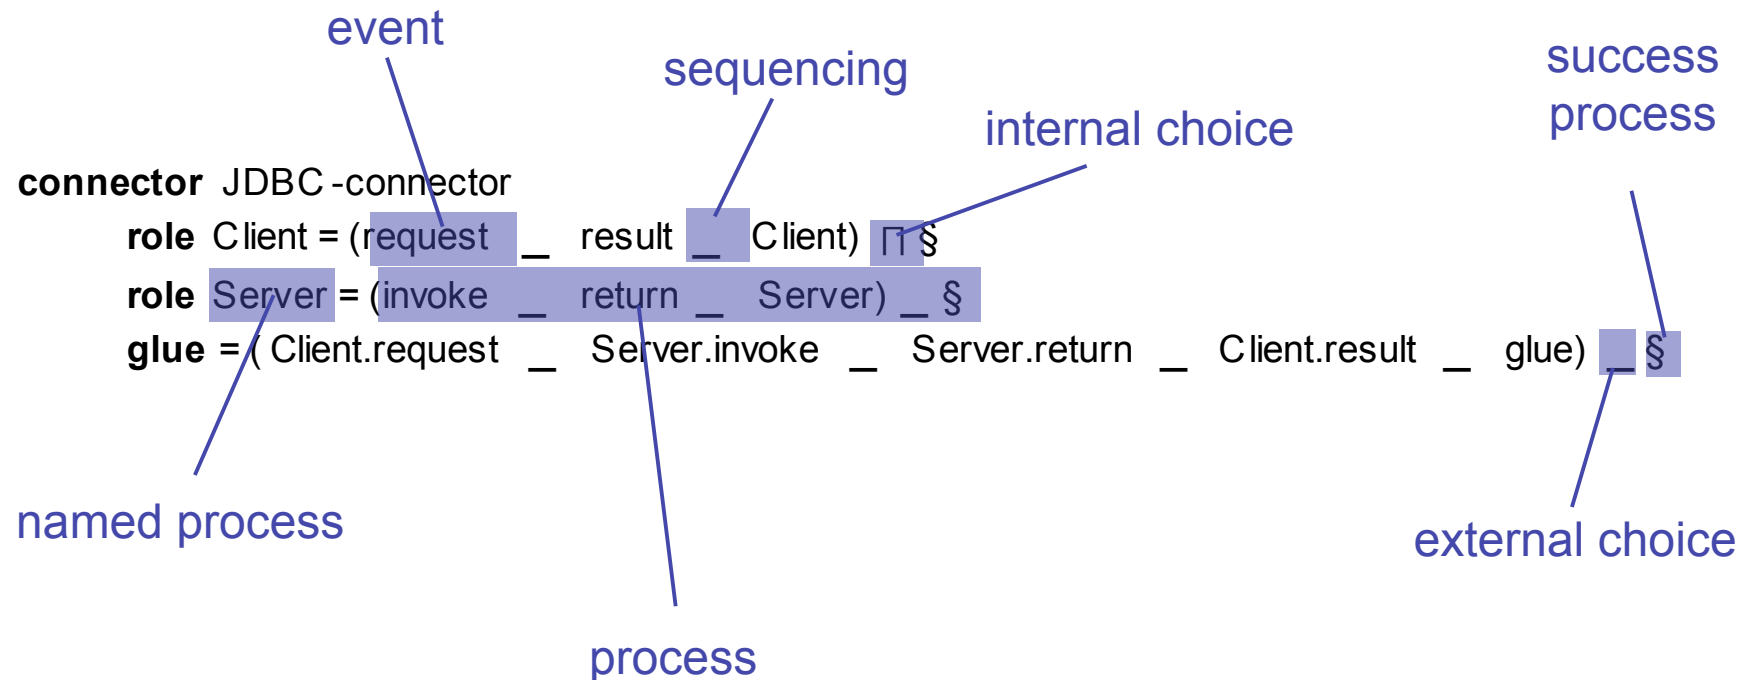 event
sequencing
success
process
internal choice
connector JDBC-connector
role Client = (request _ result _ Client) ⊓ §
role Server = (invoke _ return _ Server) _ §
glue = ( Client.request _ Server.invoke _ Server.return _ Client.result _ glue) _ §
named process
external choice
process